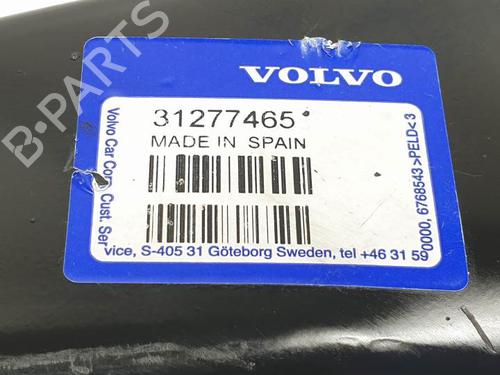 VOLVO
31277465
MADE IN SPAIN
Volvo Car Corp. Cust. Ser
vice, S-405 31 Göteborg Sweden, tel +46 31 59
0000, 6768543 >PELD< 3
B-PARTS